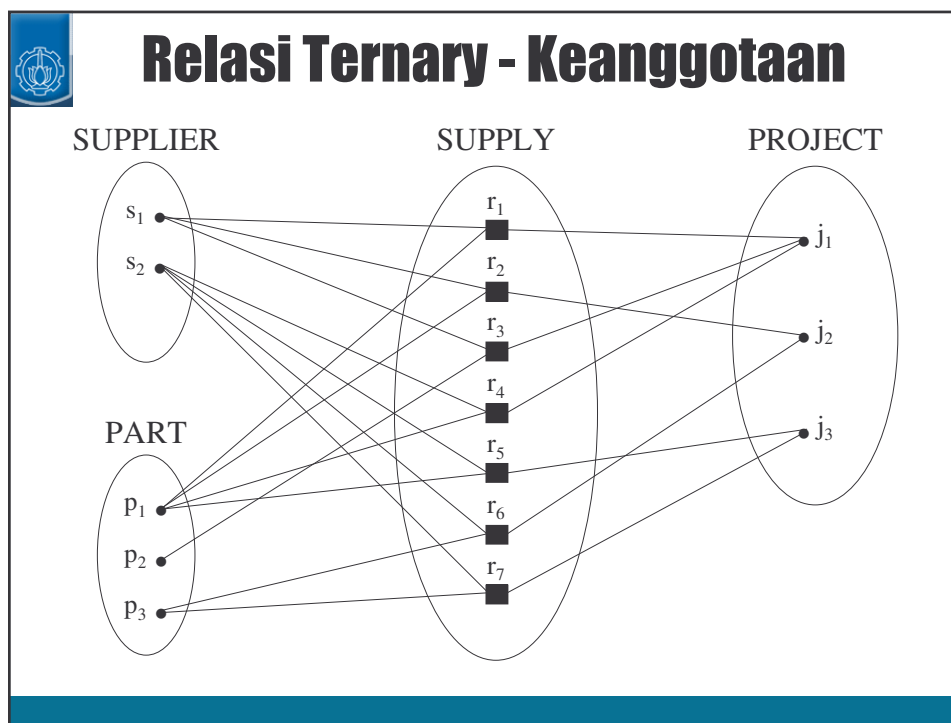 Relasi Ternary - Keanggotaan
SUPPLIER SUPPLY PROJECT
s₁
s₂
PART
p₁
p₂
p₃
r₁
r₂
r₃
r₄
r₅
r₆
r₇
j₁
j₂
j₃